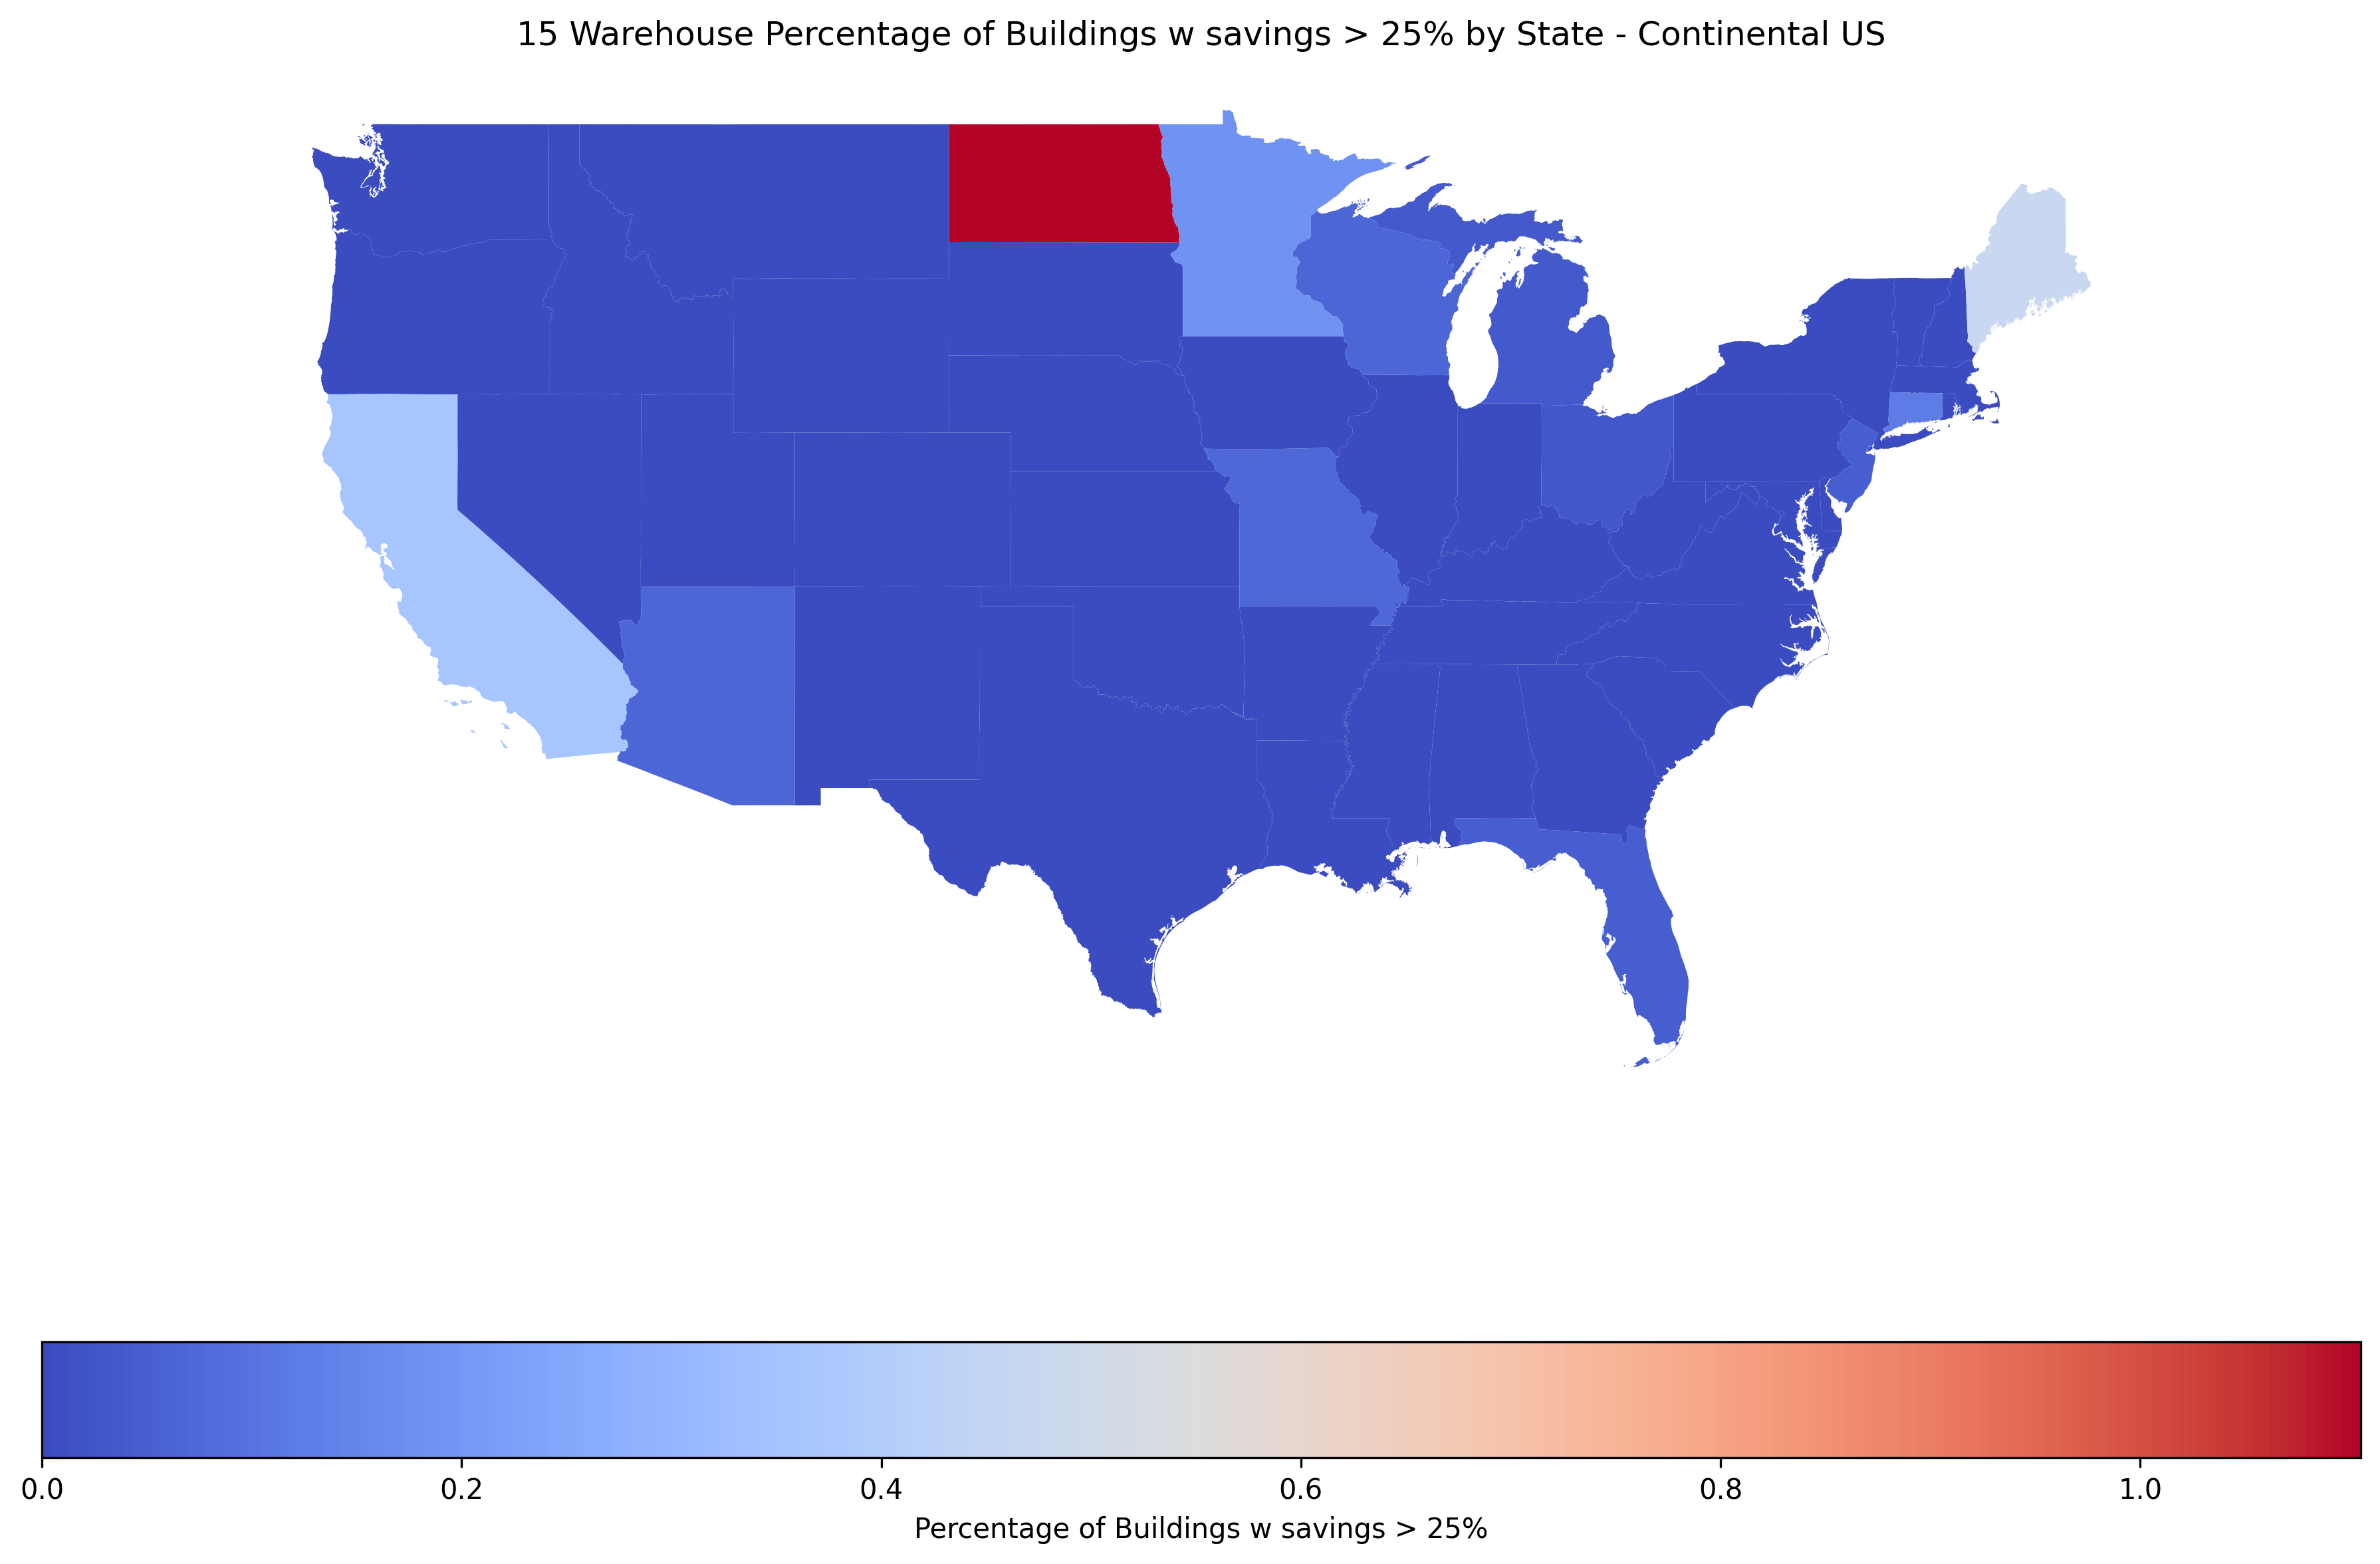 15 Warehouse Percentage of Buildings w savings > 25% by State - Continental US
0.0 0.2 0.4 0.6 0.8 1.0
Percentage of Buildings w savings > 25%